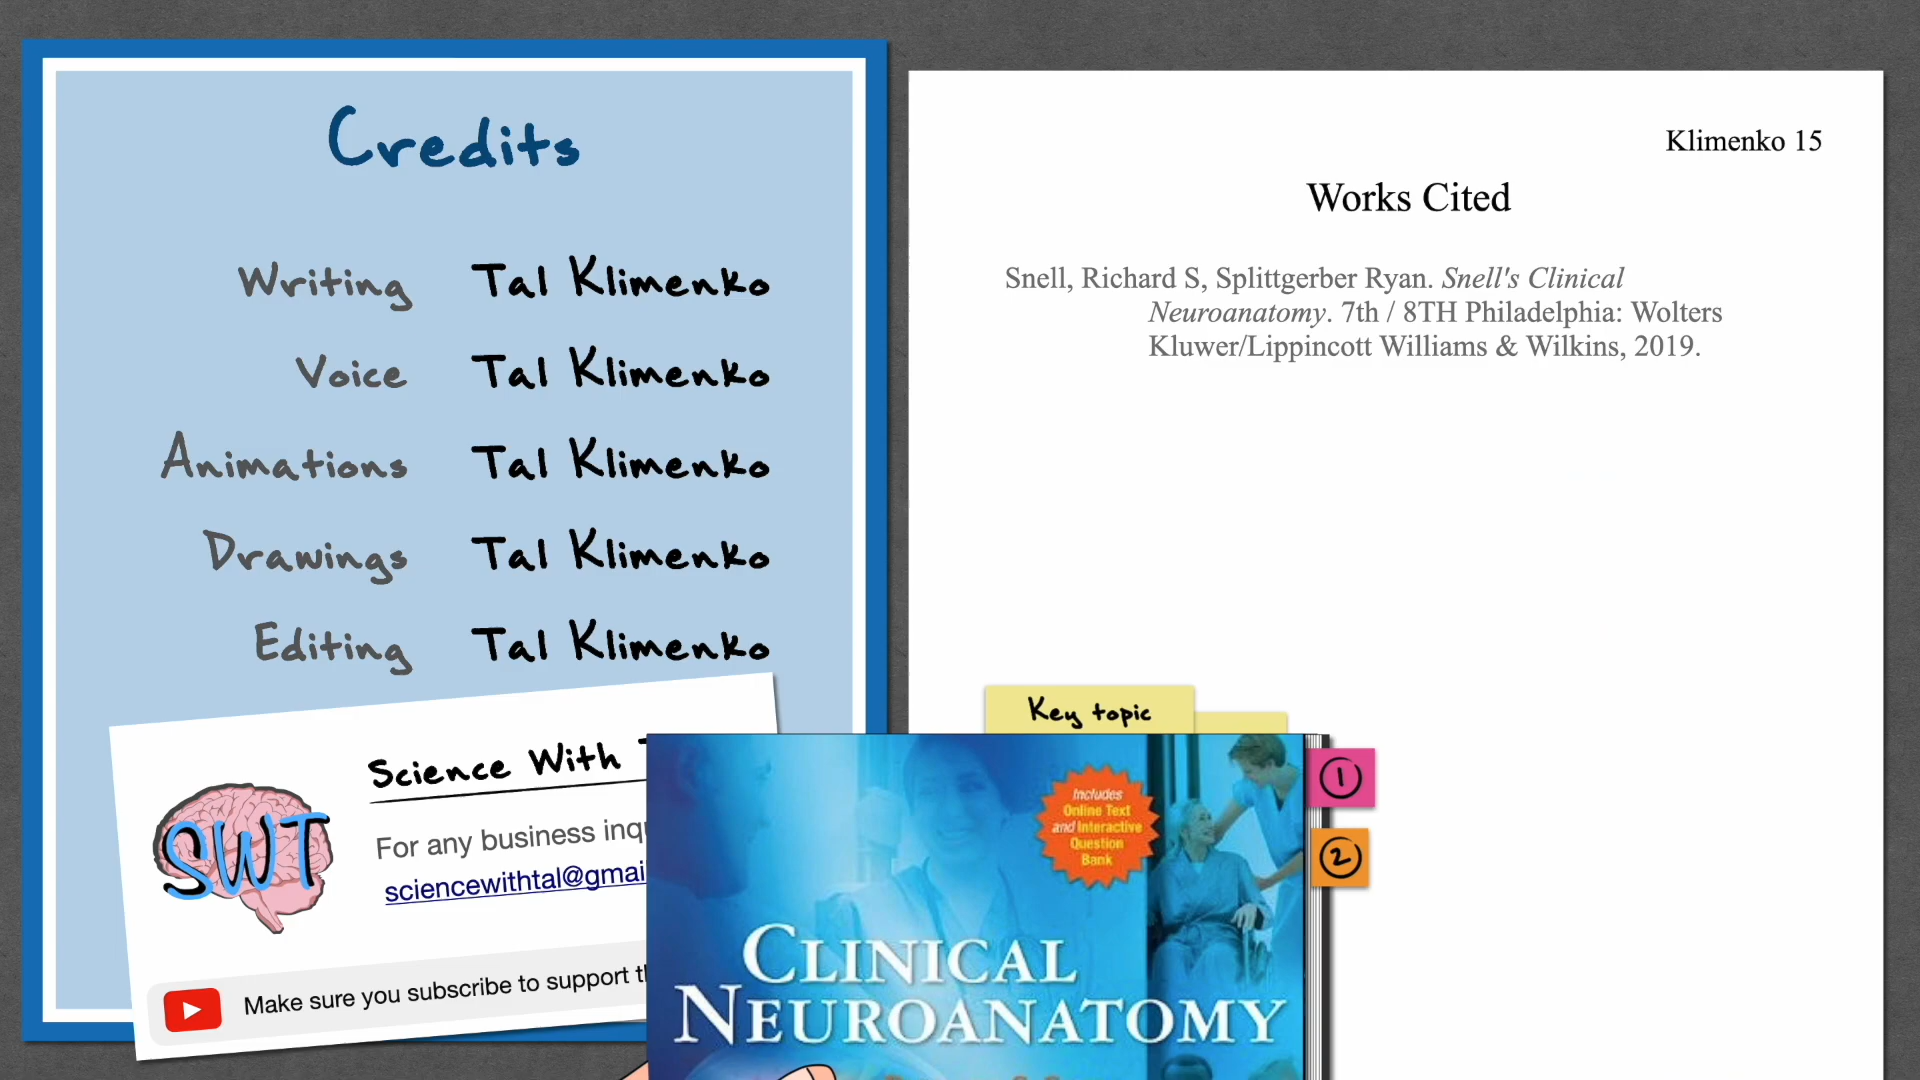 Credits
Writing Tal Klimenko
Voice Tal Klimenko
Animations Tal Klimenko
Drawings Tal Klimenko
Editing Tal Klimenko
Science With
SWT
For any business
sciencewithtal@gmai
Make sure you subscribe to support
Klimenko 15
Works Cited
Snell, Richard S, Splittgerber Ryan. Snell's Clinical
Neuroanatomy. 7th / 8TH Philadelphia: Wolters
Kluwer/Lippincott Williams & Wilkins, 2019.
Key topic
1
2
Includes
Online Text
and Interactive
Question
Bank
CLINICAL
NEUROANATOMY